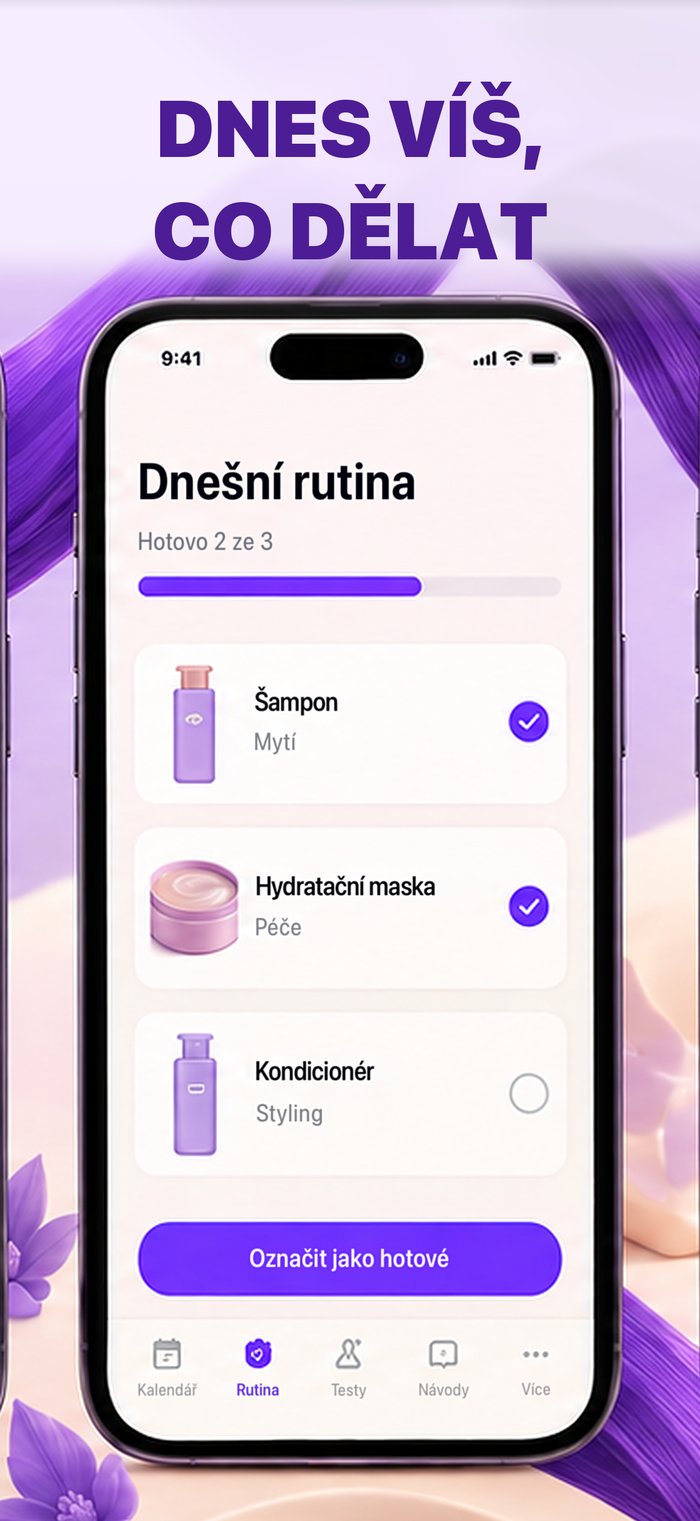 DNES VÍŠ,
CO DĚLAT
9:41
Dnešní rutina
Hotovo 2 ze 3
Šampon
Mytí
Hydratační maska
Péče
Kondicionér
Styling
Označit jako hotové
Kalendář
Rutina
Testy
Návody
Více